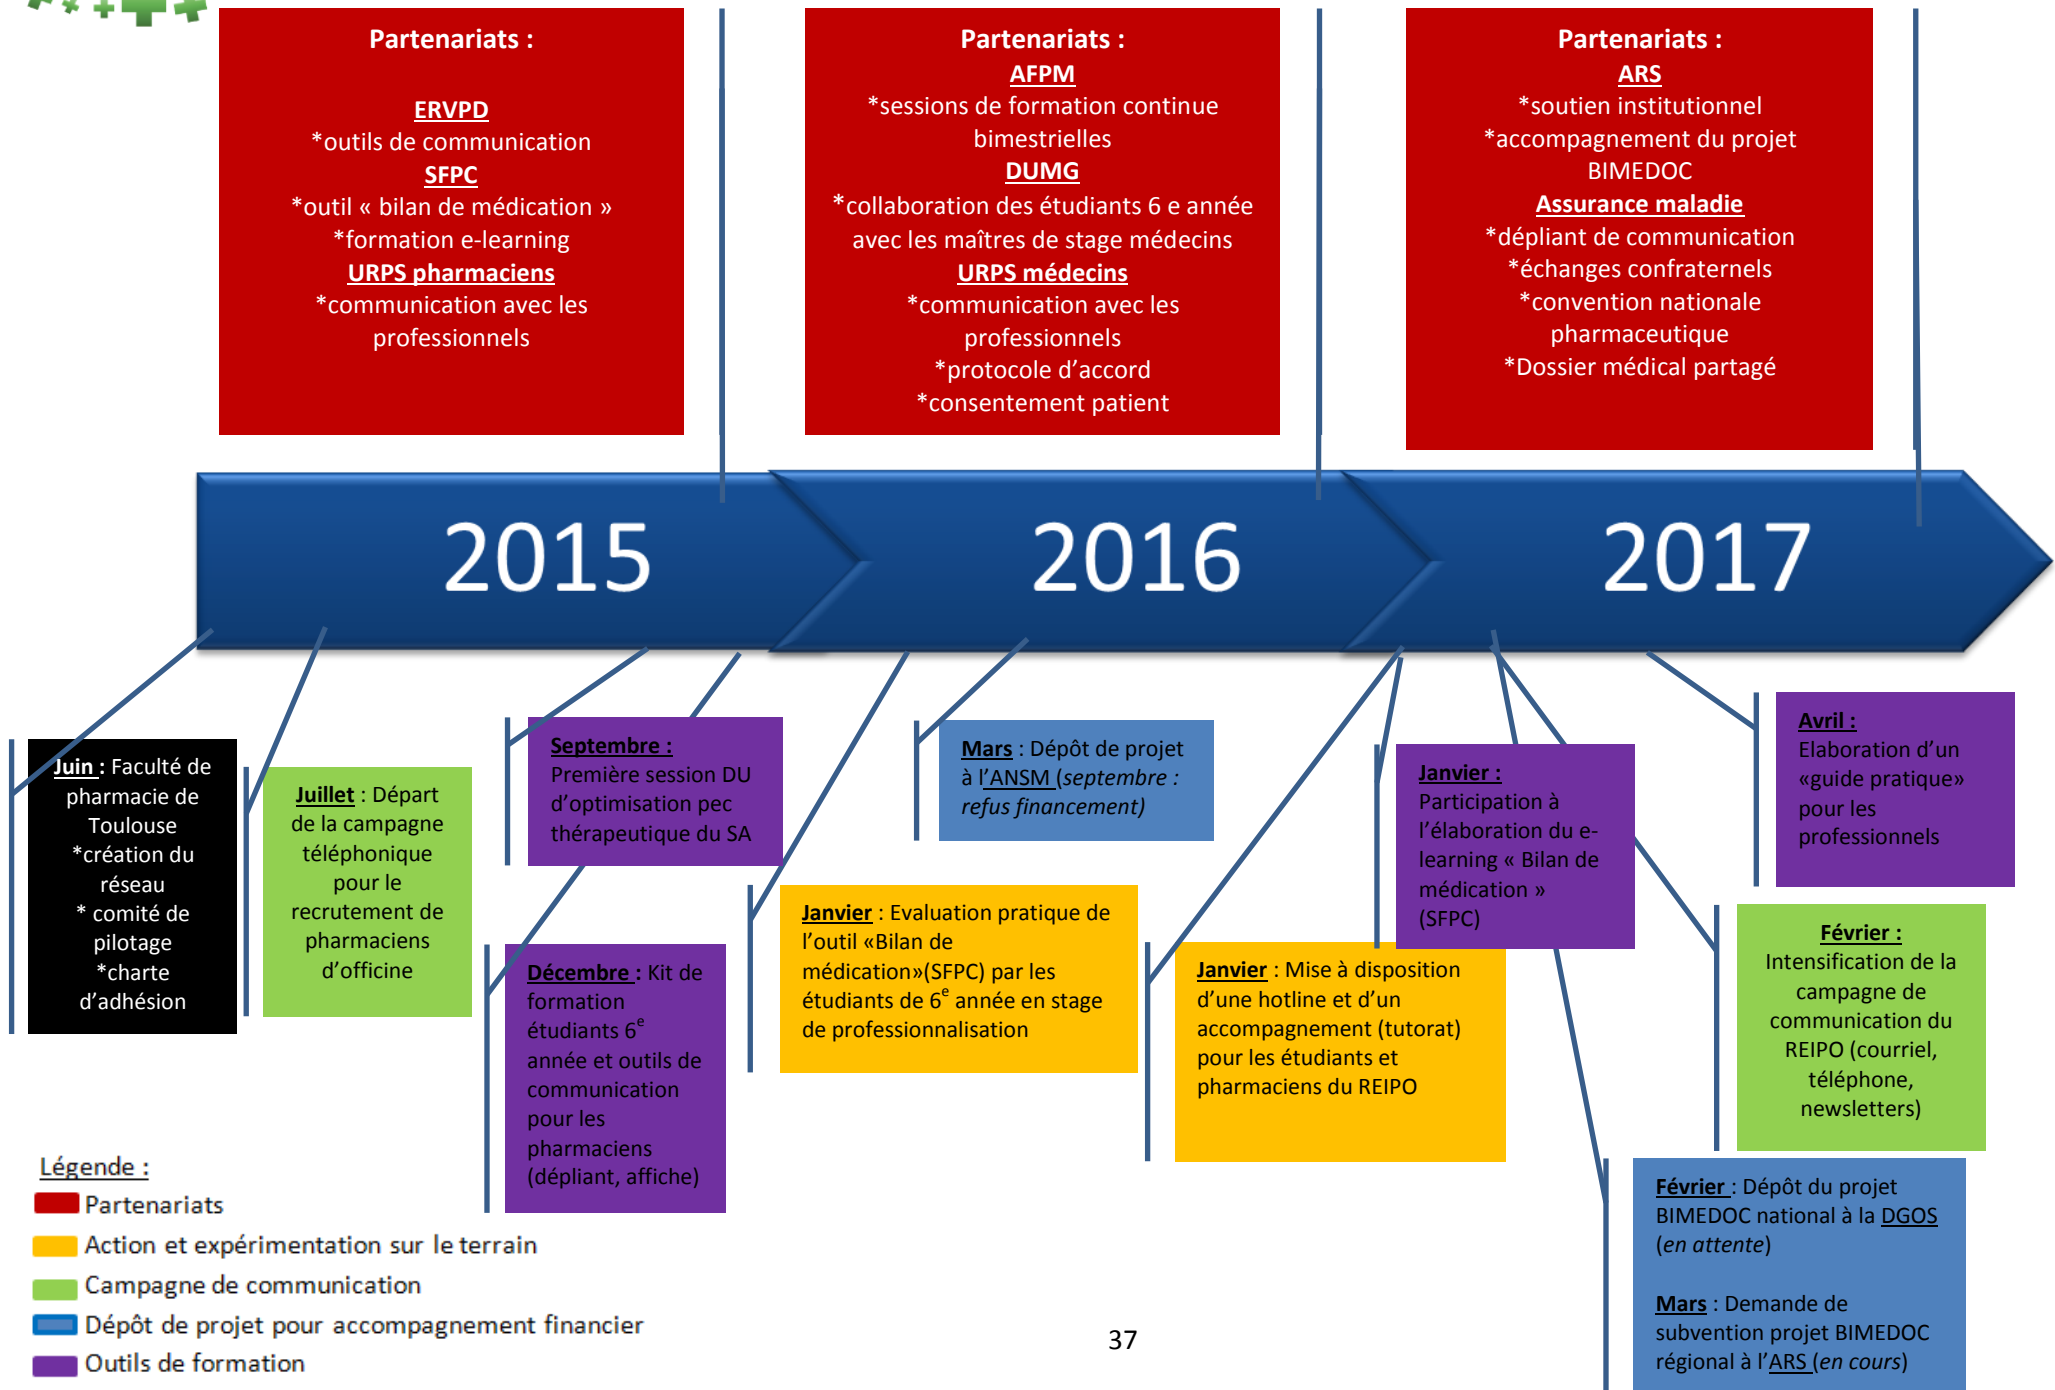 Partenariats :
ERVPD
*outils de communication
SFPC
*outil « bilan de médication »
*formation e-learning
URPS pharmaciens
*communication avec les
professionnels
Partenariats :
AFPM
*sessions de formation continue
bimestrielles
DUMG
*collaboration des étudiants 6 e année
avec les maîtres de stage médecins
URPS médecins
*communication avec les
professionnels
*protocole d’accord
*consentement patient
Partenariats :
ARS
*soutien institutionnel
*accompagnement du projet
BIMEDOC
Assurance maladie
*dépliant de communication
*échanges confraternels
*convention nationale
pharmaceutique
*Dossier médical partagé
2015
2016
2017
Juin : Faculté de
pharmacie de
Toulouse
*création du
réseau
* comité de
pilotage
*charte
d’adhésion
Juillet : Départ
de la campagne
téléphonique
pour le
recrutement de
pharmaciens
d’officine
Septembre :
Première session DU
d’optimisation pec
thérapeutique du SA
Décembre : Kit de
formation
étudiants 6e
année et outils de
communication
pour les
pharmaciens
(dépliant, affiche)
Janvier : Evaluation pratique de
l’outil «Bilan de
médication»(SFPC) par les
étudiants de 6e année en stage
de professionnalisation
Mars : Dépôt de projet
à l’ANSM (septembre :
refus financement)
Janvier : Mise à disposition
d’une hotline et d’un
accompagnement (tutorat)
pour les étudiants et
pharmaciens du REIPO
Janvier :
Participation à
l’élaboration du e-
learning « Bilan de
médication »
(SFPC)
Avril :
Elaboration d’un
«guide pratique»
pour les
professionnels
Février :
Intensification de la
campagne de
communication du
REIPO (courriel,
téléphone,
newsletters)
Février : Dépôt du projet
BIMEDOC national à la DGOS
(en attente)
Mars : Demande de
subvention projet BIMEDOC
régional à l’ARS (en cours)
Légende :
Partenariats
Action et expérimentation sur le terrain
Campagne de communication
Dépôt de projet pour accompagnement financier
Outils de formation
37